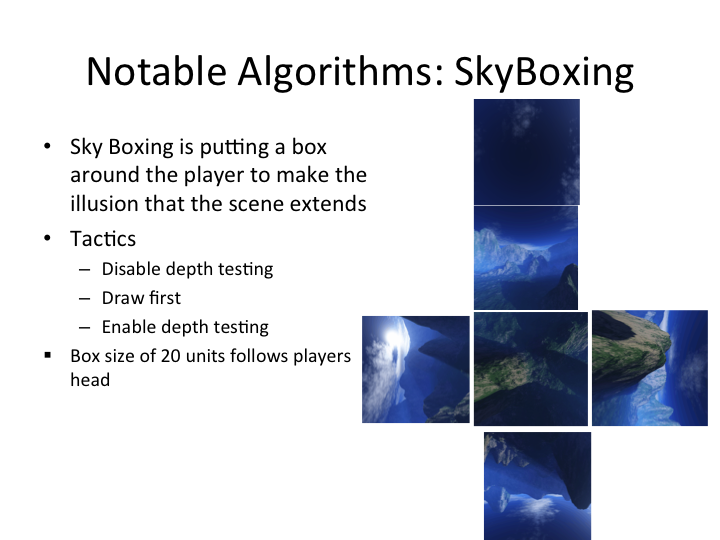 Notable Algorithms: SkyBoxing
• Sky Boxing is putting a box
around the player to make the
illusion that the scene extends
• Tactics
– Disable depth testing
– Draw first
– Enable depth testing
▪ Box size of 20 units follows players
head